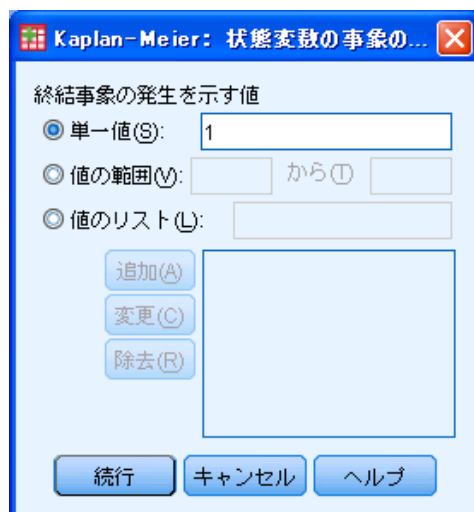 Kaplan-Meier: 状態変数の事象の...
終結事象の発生を示す値
単一値(S): 1
値の範囲(V): から(T)
値のリスト(L):
追加(A)
変更(C)
除去(R)
続行 キャンセル ヘルプ